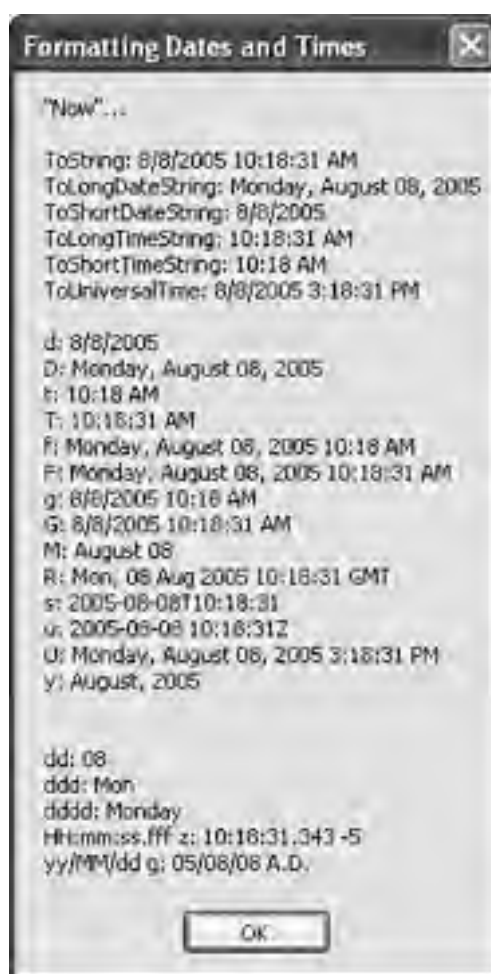 Formatting Dates and Times
"Now"...
ToString: 8/8/2005 10:18:31 AM
ToLongDateString: Monday, August 08, 2005
ToShortDateString: 8/8/2005
ToLongTimeString: 10:18:31 AM
ToShortTimeString: 10:18 AM
ToUniversalTime: 8/8/2005 3:18:31 PM
d: 8/8/2005
D: Monday, August 08, 2005
t: 10:18 AM
T: 10:18:31 AM
f: Monday, August 08, 2005 10:18 AM
F: Monday, August 08, 2005 10:18:31 AM
g: 8/8/2005 10:18 AM
G: 8/8/2005 10:18:31 AM
M: August 08
R: Mon, 08 Aug 2005 10:18:31 GMT
s: 2005-08-08T10:18:31
u: 2005-08-08 10:18:31Z
U: Monday, August 08, 2005 3:18:31 PM
y: August, 2005
dd: 08
ddd: Mon
dddd: Monday
HH:mm:ss.fff z: 10:18:31.343 -5
yy/MM/dd g: 05/08/08 A.D.
OK